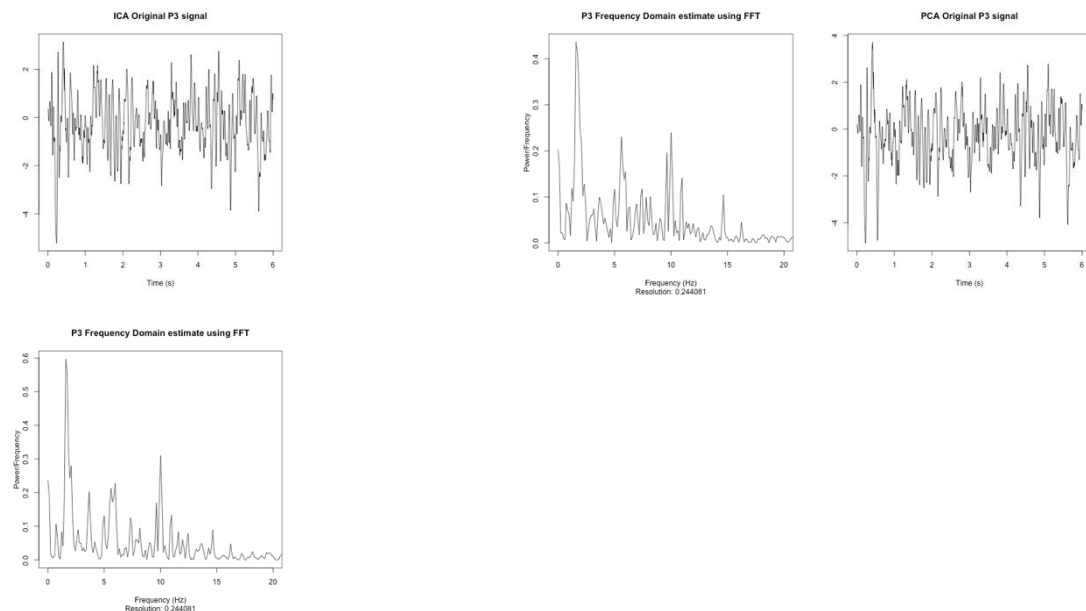 ICA Original P3 signal
2
0
-2
-4
0 1 2 3 4 5 6
Time (s)
P3 Frequency Domain estimate using FFT
Power/Frequency
0.4
0.3
0.2
0.1
0.0
0 5 10 15 20
Frequency (Hz)
Resolution: 0.244081
PCA Original P3 signal
4
2
0
-2
-4
0 1 2 3 4 5 6
Time (s)
P3 Frequency Domain estimate using FFT
Power/Frequency
0.6
0.5
0.4
0.3
0.2
0.1
0.0
0 5 10 15 20
Frequency (Hz)
Resolution: 0.244081